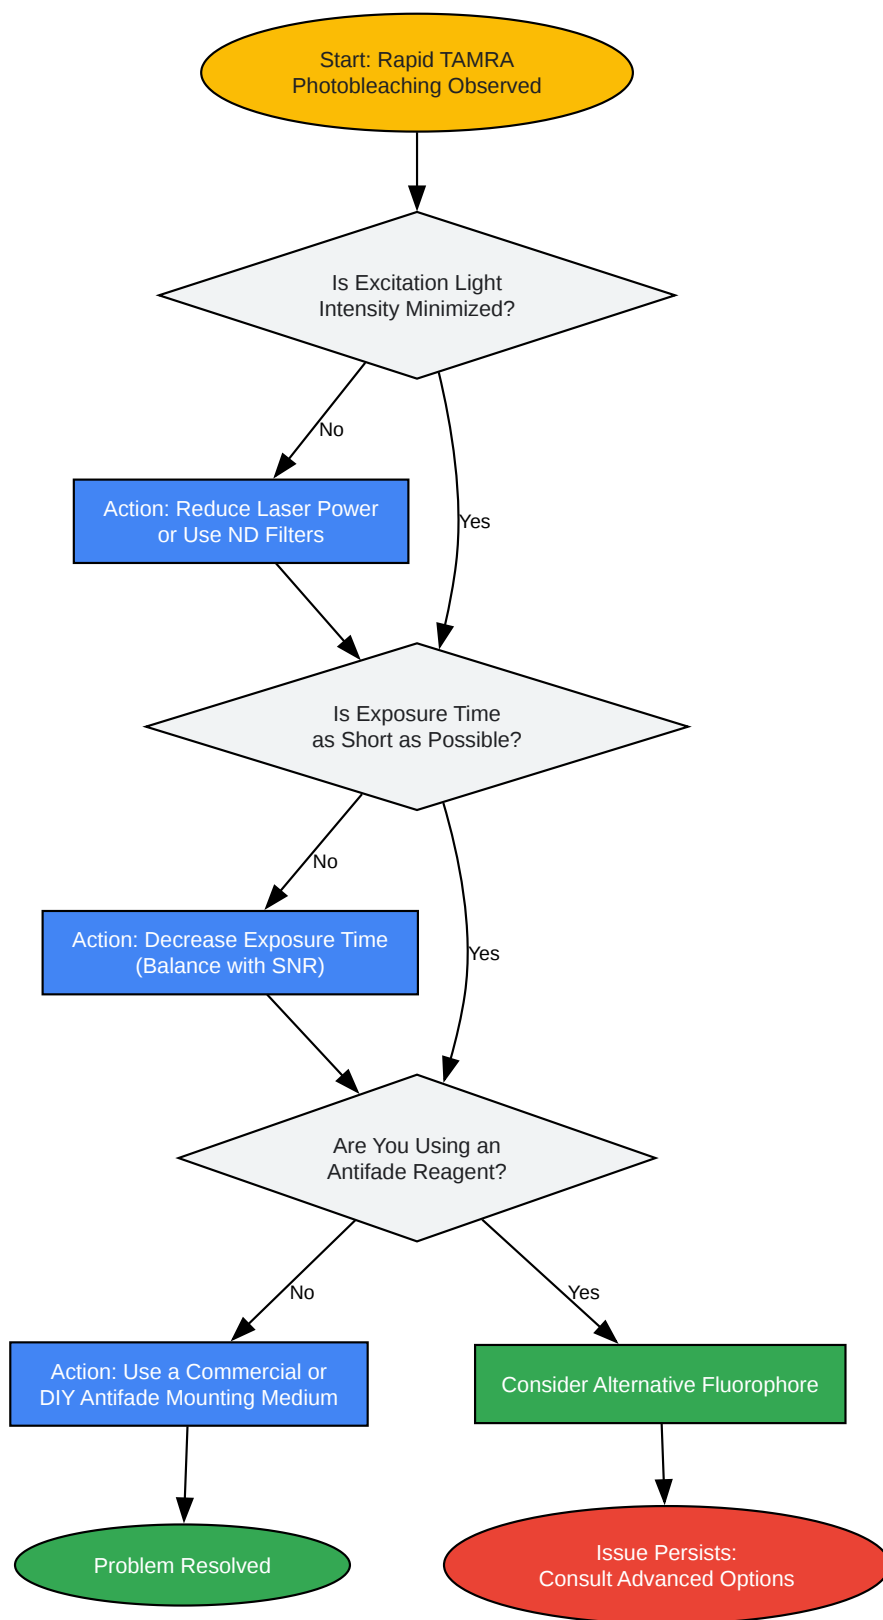 Start: Rapid TAMRA
Photobleaching Observed
Is Excitation Light
Intensity Minimized?
No
Yes
Action: Reduce Laser Power
or Use ND Filters
Is Exposure Time
as Short as Possible?
No
Yes
Action: Decrease Exposure Time
(Balance with SNR)
Are You Using an
Antifade Reagent?
No
Yes
Action: Use a Commercial or
DIY Antifade Mounting Medium
Consider Alternative Fluorophore
Problem Resolved
Issue Persists:
Consult Advanced Options